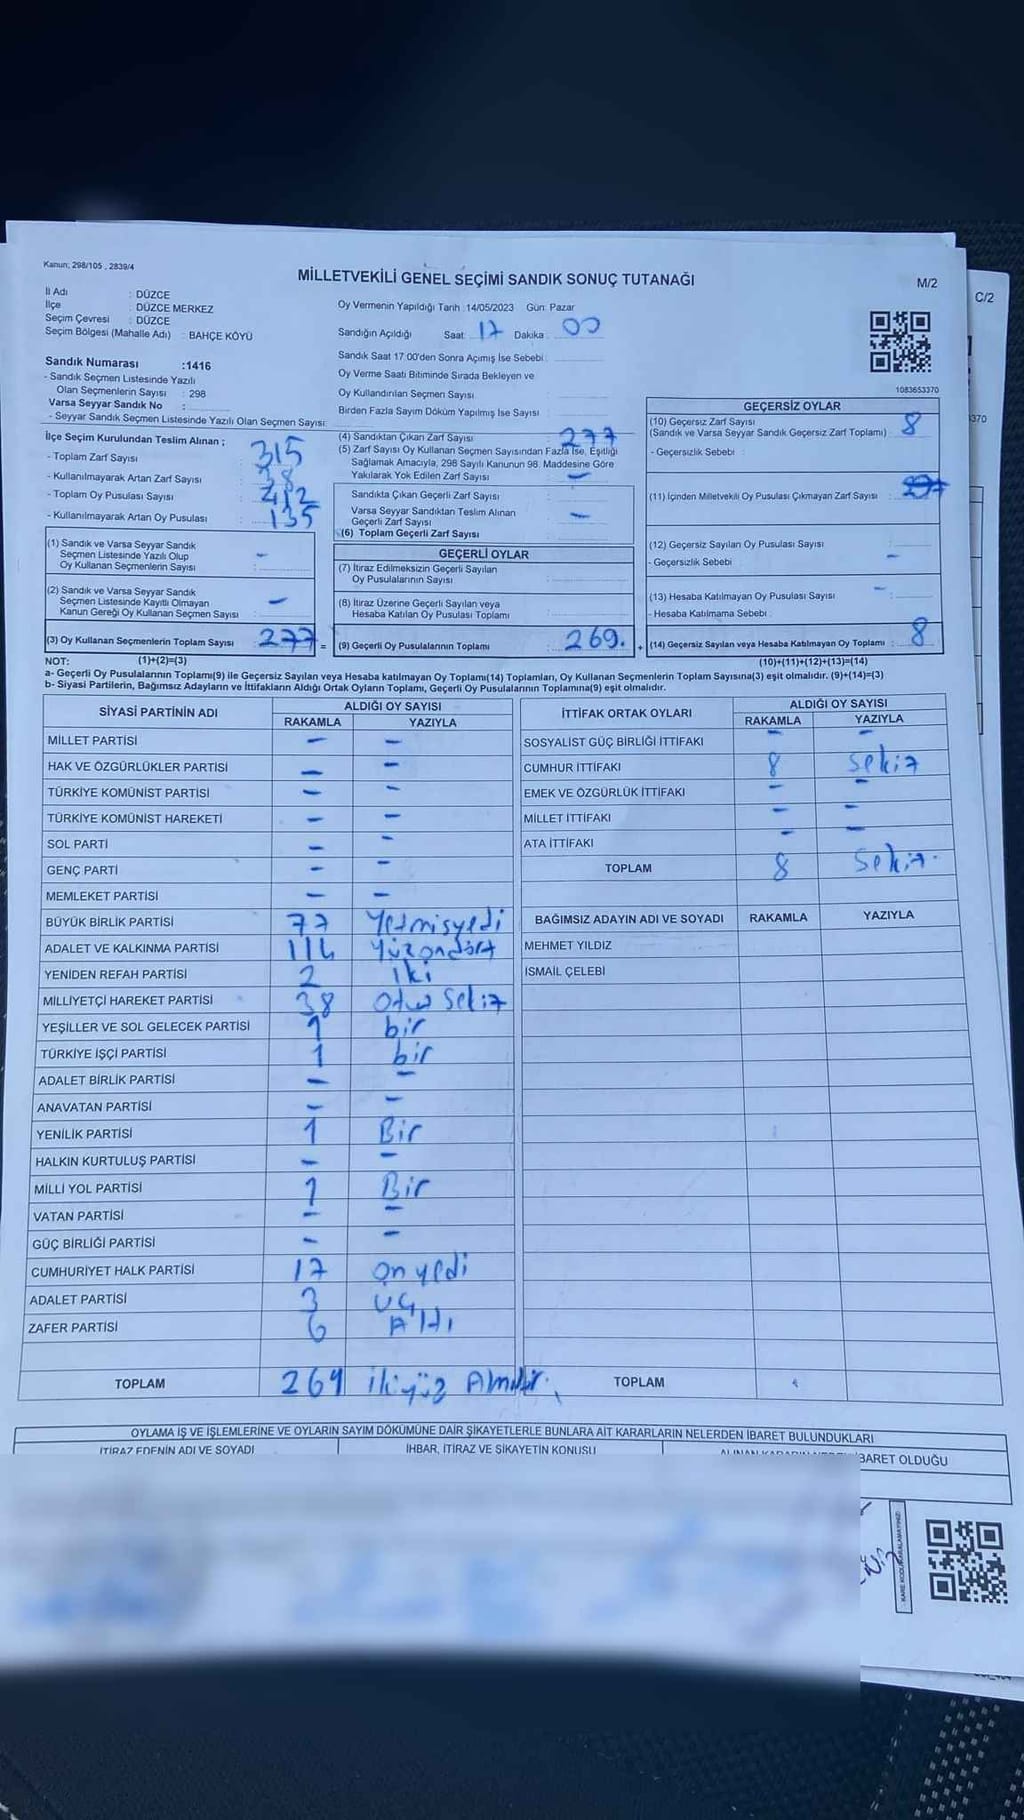 Kanun; 298/105 , 2839/4
MİLLETVEKİLİ GENEL SEÇİMİ SANDIK SONUÇ TUTANAĞI
M/2
C/2
İl Adı : DÜZCE
İlçe : DÜZCE MERKEZ
Seçim Çevresi : DÜZCE
Seçim Bölgesi (Mahalle Adı) : BAHÇE KÖYÜ
Oy Vermenin Yapıldığı Tarih :14/05/2023 Gün: Pazar
Sandığın Açıldığı Saat: 17 Dakika : 00
Sandık Saat 17.00'den Sonra Açımış İse Sebebi :
Oy Verme Saati Bitiminde Sırada Bekleyen ve
Oy Kullandırılan Seçmen Sayısı
Birden Fazla Sayım Döküm Yapılmış İse Sayısı :
1083653370
370
Sandık Numarası :1416
- Sandık Seçmen Listesinde Yazılı
Olan Seçmenlerin Sayısı : 298
Varsa Seyyar Sandık No :
- Seyyar Sandık Seçmen Listesinde Yazılı Olan Seçmen Sayısı:
İlçe Seçim Kurulundan Teslim Alınan ;
- Toplam Zarf Sayısı : 315
- Kullanılmayarak Artan Zarf Sayısı : 38
- Toplam Oy Pusulası Sayısı : 412
- Kullanılmayarak Artan Oy Pusulası : 135
(4) Sandıktan Çıkan Zarf Sayısı : 277
(5) Zarf Sayısı Oy Kullanan Seçmen Sayısından Fazla İse, Eşitliği
Sağlamak Amacıyla, 298 Sayılı Kanunun 98. Maddesine Göre
Yakılarak Yok Edilen Zarf Sayısı : -
Sandıkta Çıkan Geçerli Zarf Sayısı :
Varsa Seyyar Sandıktan Teslim Alınan
Geçerli Zarf Sayısı : -
(6) Toplam Geçerli Zarf Sayısı :
GEÇERSİZ OYLAR
(10) Geçersiz Zarf Sayısı
(Sandık ve Varsa Seyyar Sandık Geçersiz Zarf Toplamı) : 8
- Geçersizlik Sebebi :
(11) İçinden Milletvekili Oy Pusulası Çıkmayan Zarf Sayısı :
(12) Geçersiz Sayılan Oy Pusulası Sayısı :
- Geçersizlik Sebebi : -
(13) Hesaba Katılmayan Oy Pusulası Sayısı - :
- Hesaba Katılmama Sebebi :
(14) Geçersiz Sayılan veya Hesaba Katılmayan Oy Toplamı : 8
(10)+(11)+(12)+(13)=(14)
(1) Sandık ve Varsa Seyyar Sandık
Seçmen Listesinde Yazılı Olup
Oy Kullanan Seçmenlerin Sayısı : -
(2) Sandık ve Varsa Seyyar Sandık
Seçmen Listesinde Kayıtlı Olmayan
Kanun Gereği Oy Kullanan Seçmen Sayısı : -
(3) Oy Kullanan Seçmenlerin Toplam Sayısı : 277 =
GEÇERLİ OYLAR
(7) İtiraz Edilmeksizin Geçerli Sayılan
Oy Pusulalarının Sayısı :
(8) İtiraz Üzerine Geçerli Sayılan veya
Hesaba Katılan Oy Pusulası Toplamı :
(9) Geçerli Oy Pusulalarının Toplamı : 269. +
NOT: (1)+(2)=(3)
a- Geçerli Oy Pusulalarının Toplamı(9) ile Geçersiz Sayılan veya Hesaba katılmayan Oy Toplamı(14) Toplamları, Oy Kullanan Seçmenlerin Toplam Sayısına(3) eşit olmalıdır. (9)+(14)=(3)
b- Siyasi Partilerin, Bağımsız Adayların ve İttifakların Aldığı Ortak Oyların Toplamı, Geçerli Oy Pusulalarının Toplamına(9) eşit olmalıdır.
SİYASİ PARTİNİN ADI ALDIĞI OY SAYISI
RAKAMLA YAZIYLA
MİLLET PARTİSİ - -
HAK VE ÖZGÜRLÜKLER PARTİSİ - -
TÜRKİYE KOMÜNİST PARTİSİ - -
TÜRKİYE KOMÜNİST HAREKETİ - -
SOL PARTİ - -
GENÇ PARTİ - -
MEMLEKET PARTİSİ - -
BÜYÜK BİRLİK PARTİSİ 77 Yetmişyedi
ADALET VE KALKINMA PARTİSİ 114 Yüzondört
YENİDEN REFAH PARTİSİ 2 İki
MİLLİYETÇİ HAREKET PARTİSİ 38 Otuz Sekiz
YEŞİLLER VE SOL GELECEK PARTİSİ 1 bir
TÜRKİYE İŞÇİ PARTİSİ 1 bir
ADALET BİRLİK PARTİSİ - -
ANAVATAN PARTİSİ - -
YENİLİK PARTİSİ 1 Bir
HALKIN KURTULUŞ PARTİSİ - -
MİLLİ YOL PARTİSİ 1 Bir
VATAN PARTİSİ - -
GÜÇ BİRLİĞİ PARTİSİ - -
CUMHURİYET HALK PARTİSİ 17 on yedi
ADALET PARTİSİ 3 üç
ZAFER PARTİSİ 6 Altı
TOPLAM 269 ikiyüz
İTTİFAK ORTAK OYLARI ALDIĞI OY SAYISI
RAKAMLA YAZIYLA
SOSYALİST GÜÇ BİRLİĞİ İTTİFAKI - -
CUMHUR İTTİFAKI 8 Sekiz
EMEK VE ÖZGÜRLÜK İTTİFAKI - -
MİLLET İTTİFAKI - -
ATA İTTİFAKI - -
TOPLAM 8 Sekiz.
BAĞIMSIZ ADAYIN ADI VE SOYADI RAKAMLA YAZIYLA
MEHMET YILDIZ
İSMAİL ÇELEBİ
TOPLAM
OYLAMA İŞ VE İŞLEMLERİNE VE OYLARIN SAYIM DÖKÜMÜNE DAİR ŞİKAYETLERLE BUNLARA AİT KARARLARIN NELERDEN İBARET BULUNDUKLARI
İTİRAZ EDENİN ADI VE SOYADI İHBAR, İTİRAZ VE ŞİKAYETİN KONUSU
İBARET OLDUĞU
KARE KODU KARALAMAYINIZ!